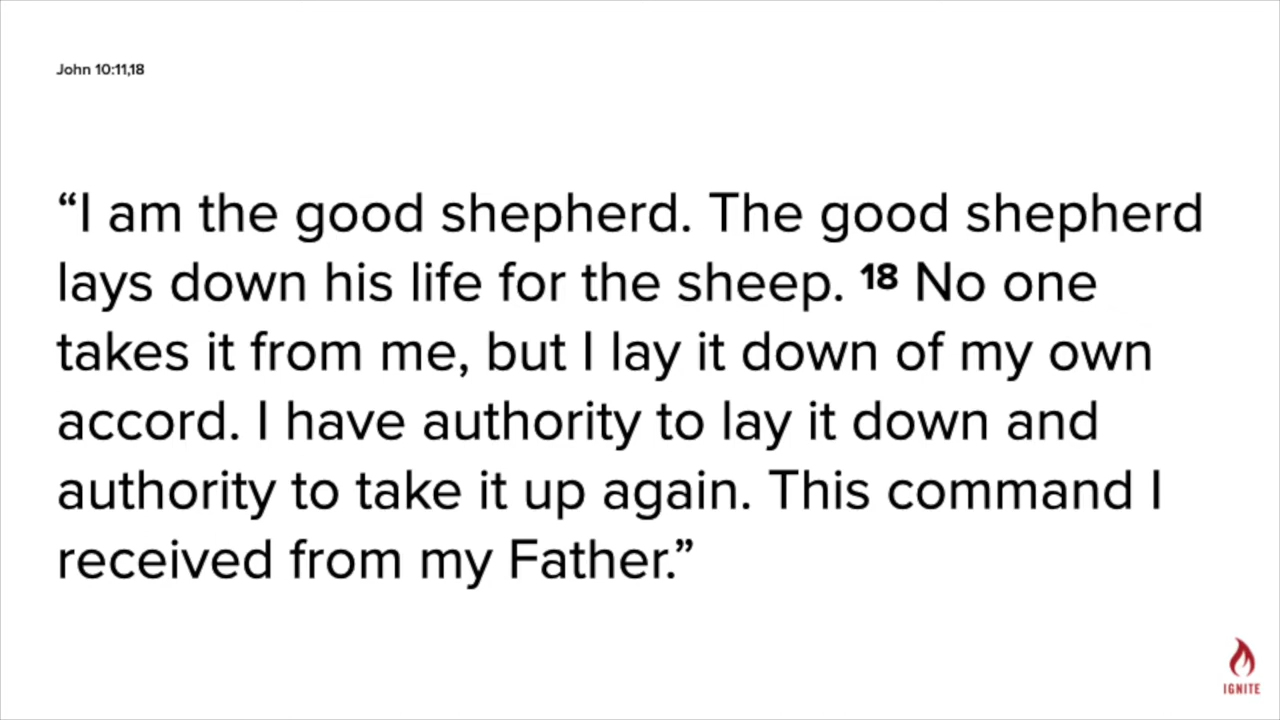 John 10:11,18
“I am the good shepherd. The good shepherd
lays down his life for the sheep. 18 No one
takes it from me, but I lay it down of my own
accord. I have authority to lay it down and
authority to take it up again. This command I
received from my Father.”
IGNITE